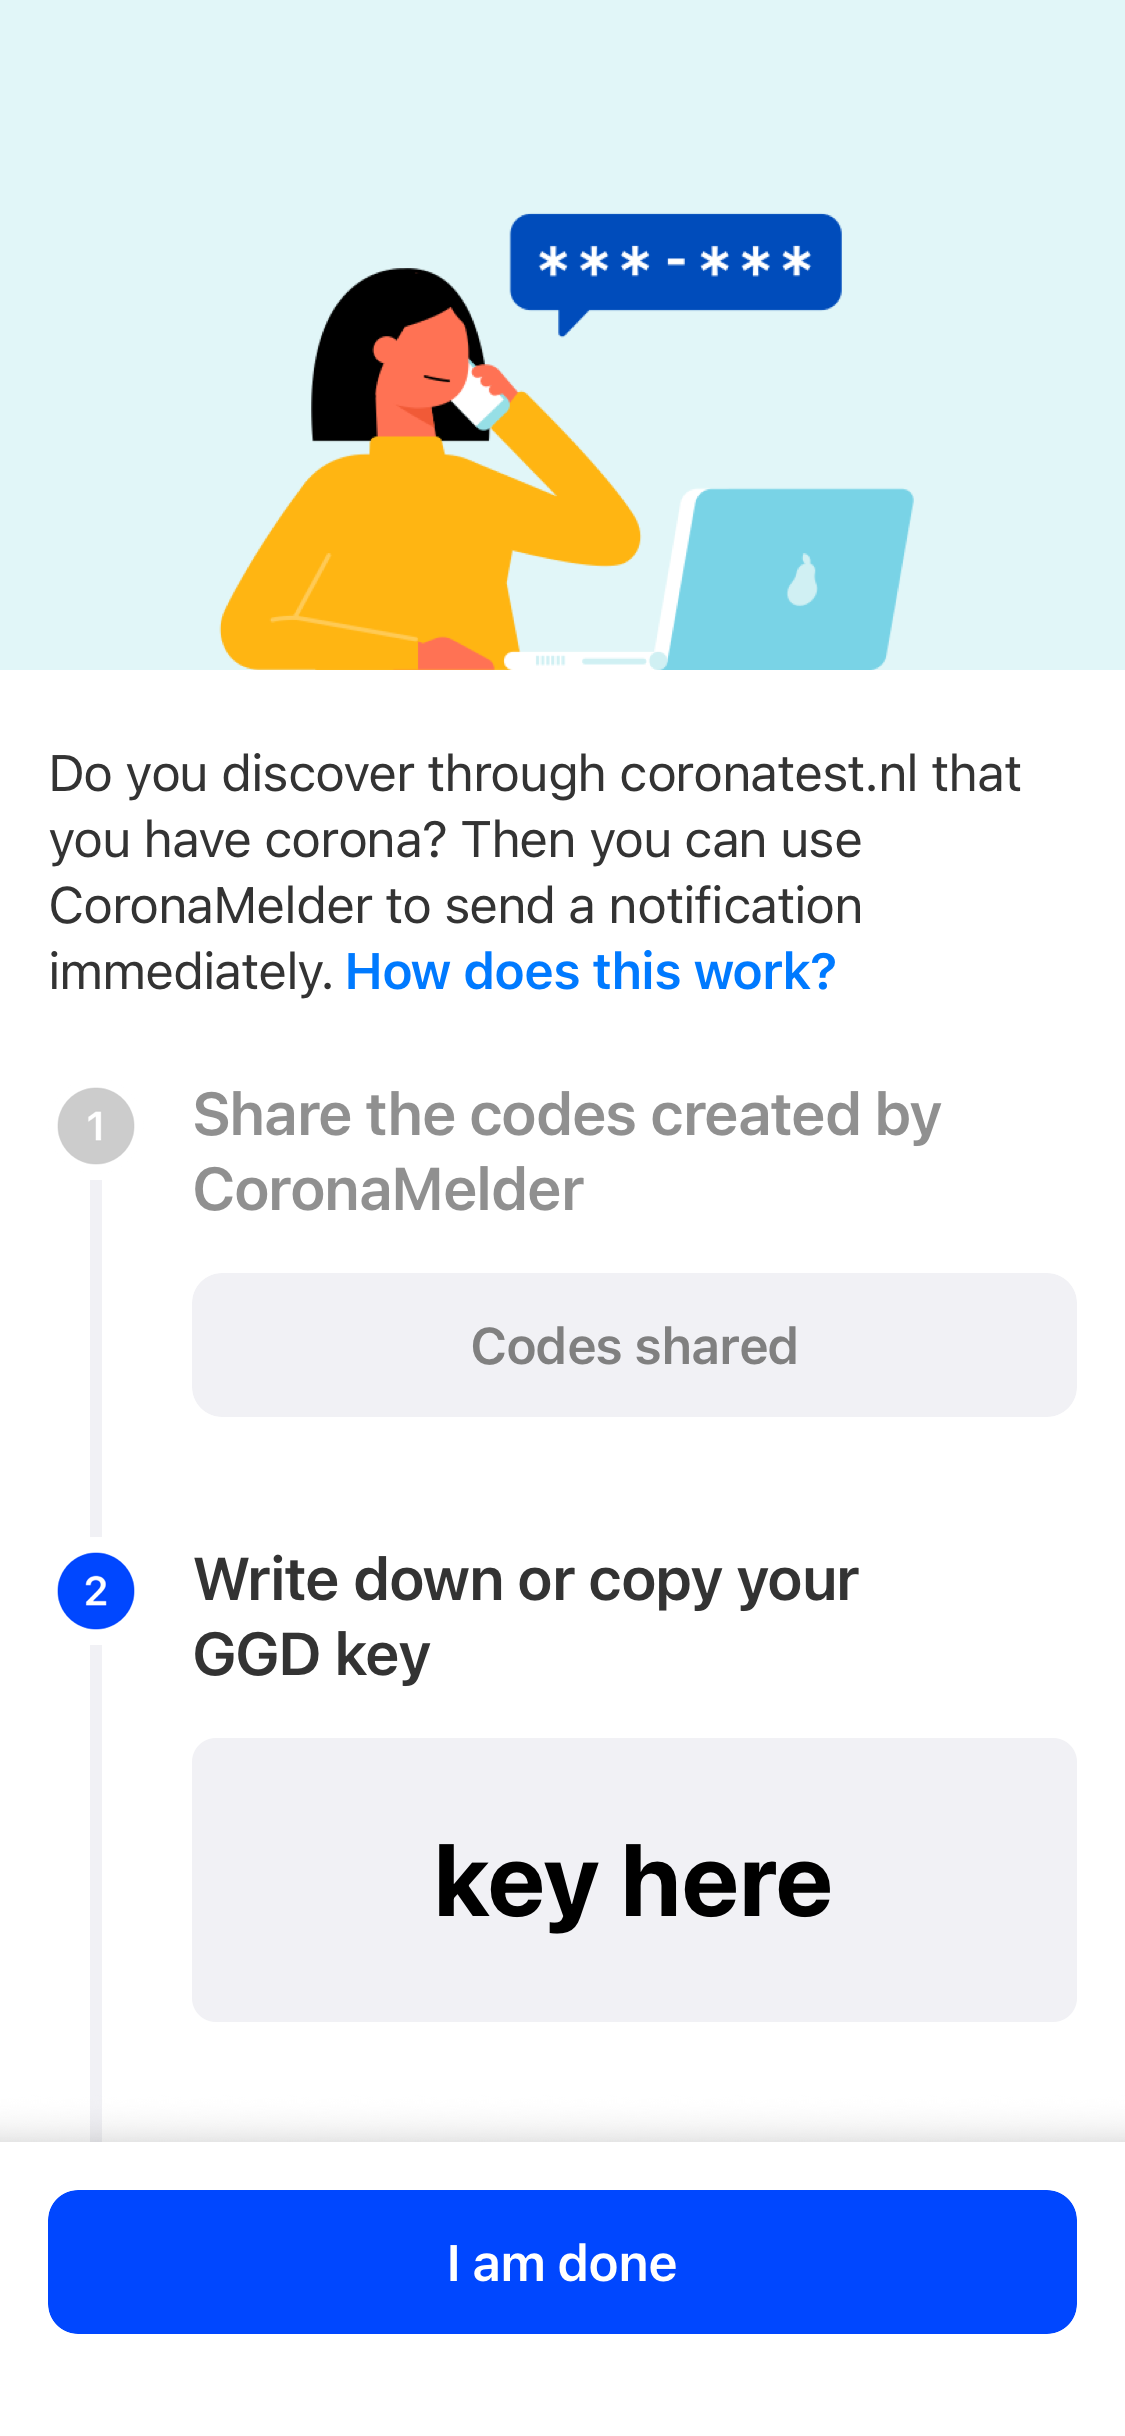 ***-***
Do you discover through coronatest.nl that
you have corona? Then you can use
CoronaMelder to send a notification
immediately. How does this work?
1
Share the codes created by
CoronaMelder
Codes shared
2
Write down or copy your
GGD key
key here
I am done